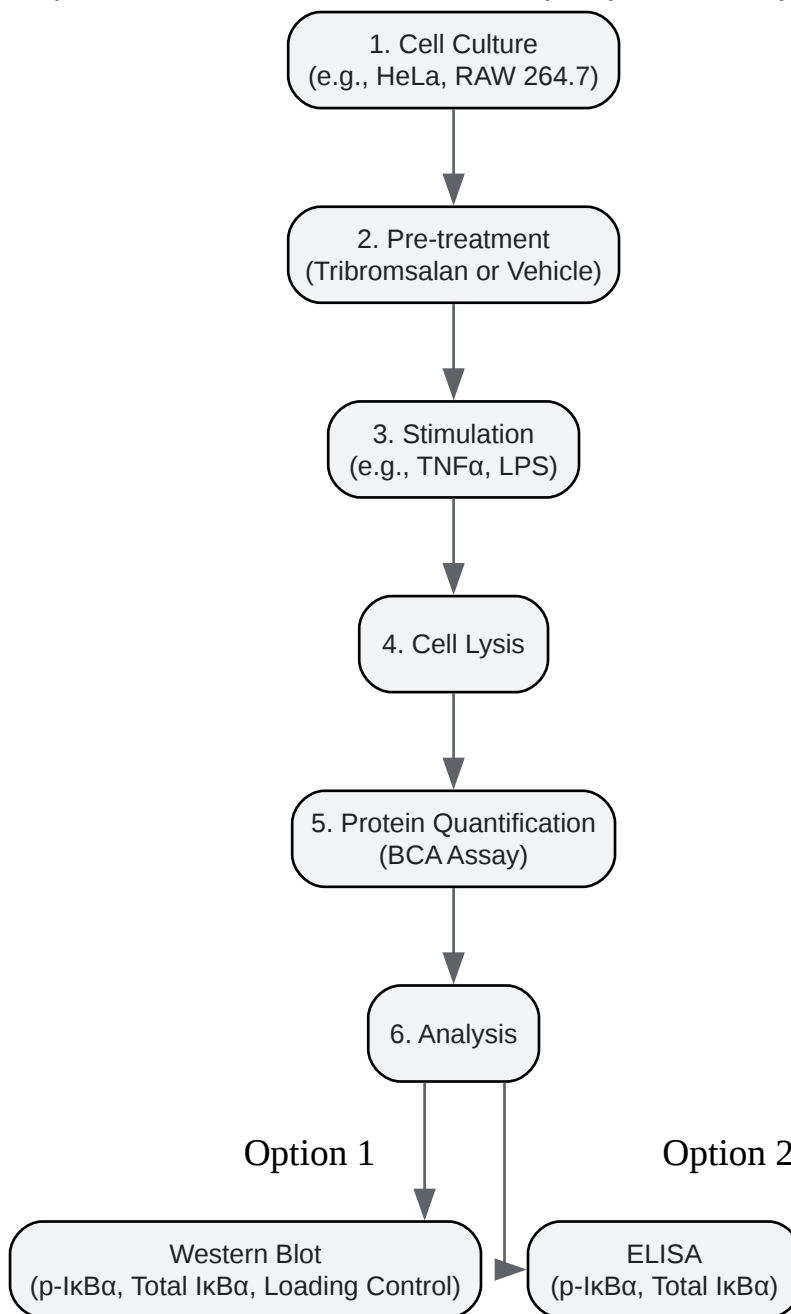 1. Cell Culture
(e.g., HeLa, RAW 264.7)
2. Pre-treatment
(Tribromsalan or Vehicle)
3. Stimulation
(e.g., TNFα, LPS)
4. Cell Lysis
5. Protein Quantification
(BCA Assay)
6. Analysis
Option 1
Option 2
Western Blot
(p-IκBα, Total IκBα, Loading Control)
ELISA
(p-IκBα, Total IκBα)